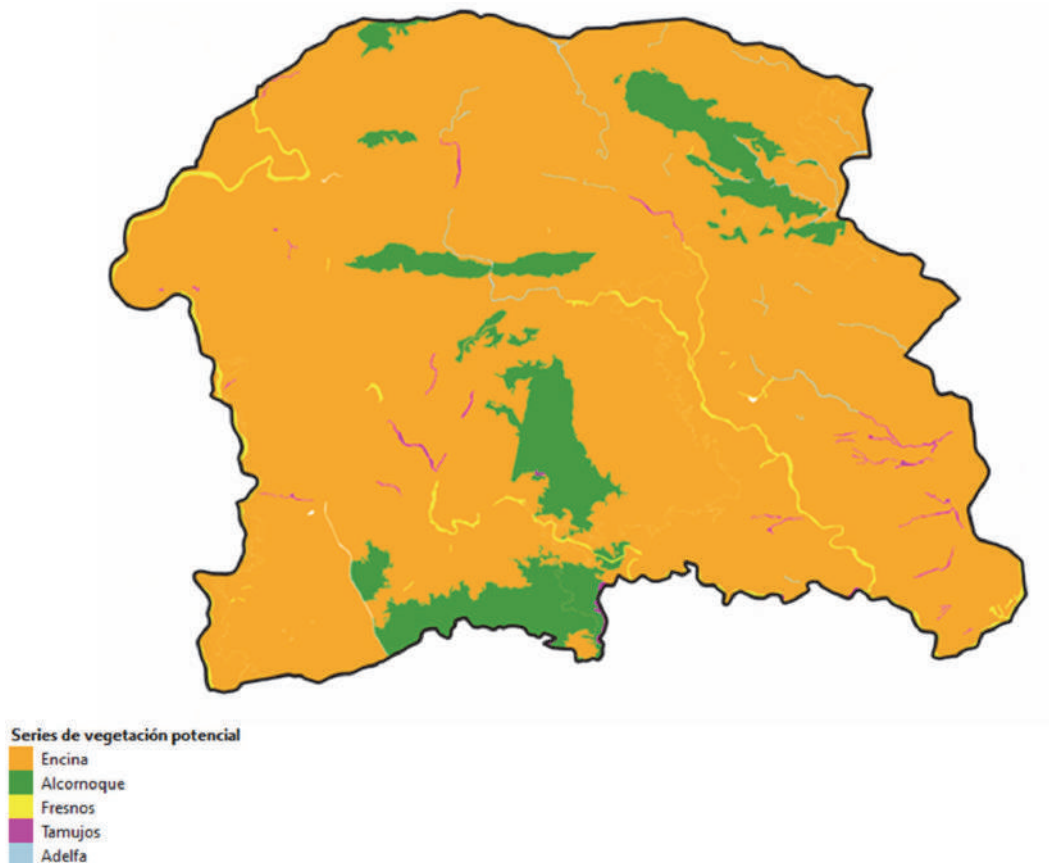 Series de vegetación potencial
Encina
Alcornoque
Fresnos
Tamujos
Adelfa